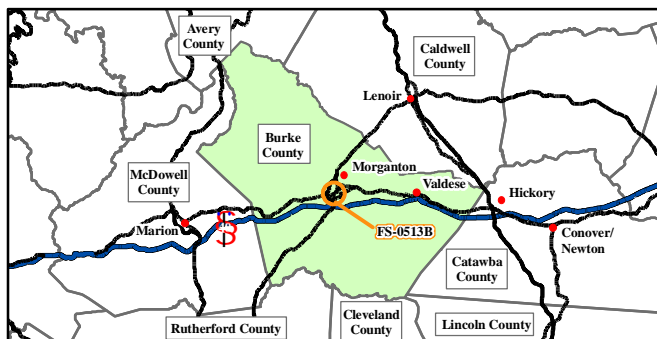 Avery
County
Caldwell
County
Lenoir
Burke
County
Morganton
McDowell
County
Valdese
Hickory
Marion
FS-0513B
Conover/
Newton
Catawba
County
Rutherford County
Cleveland
County
Lincoln County